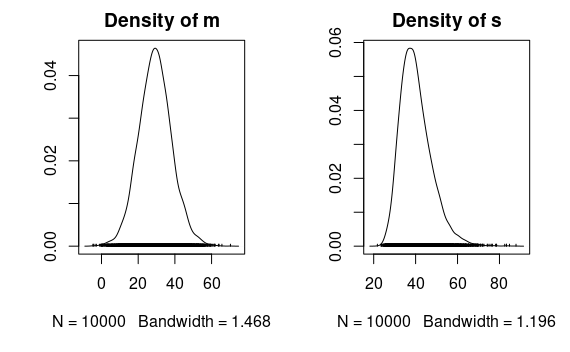 Density of m
0.04
0.02
0.00
0 20 40 60
N = 10000 Bandwidth = 1.468
Density of s
0.06
0.04
0.02
0.00
20 40 60 80
N = 10000 Bandwidth = 1.196